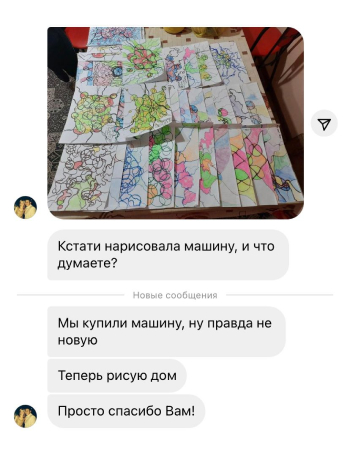 Кстати нарисовала машину, и что
думаете?
Новые сообщения
Мы купили машину, ну правда не
новую
Теперь рисую дом
Просто спасибо Вам!